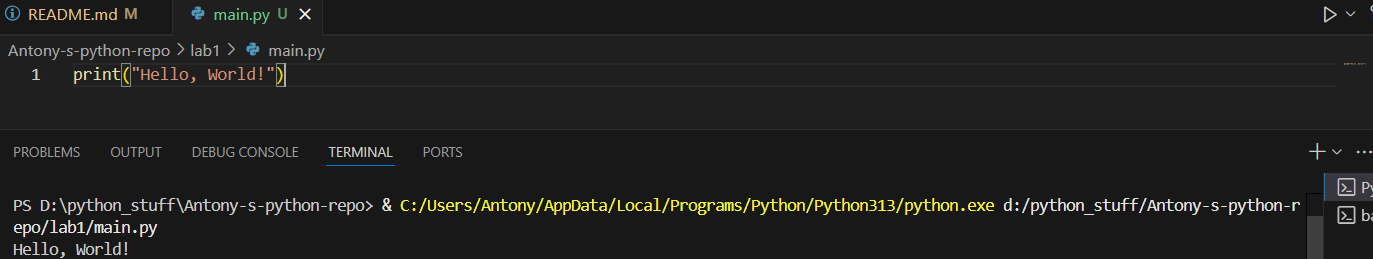 README.md M main.py U
Antony-s-python-repo > lab1 > main.py
1 print("Hello, World!")
PROBLEMS OUTPUT DEBUG CONSOLE TERMINAL PORTS
PS D:\python_stuff\Antony-s-python-repo> & C:/Users/Antony/AppData/Local/Programs/Python/Python313/python.exe d:/python_stuff/Antony-s-python-r
epo/lab1/main.py
Hello, World!
Py
ba